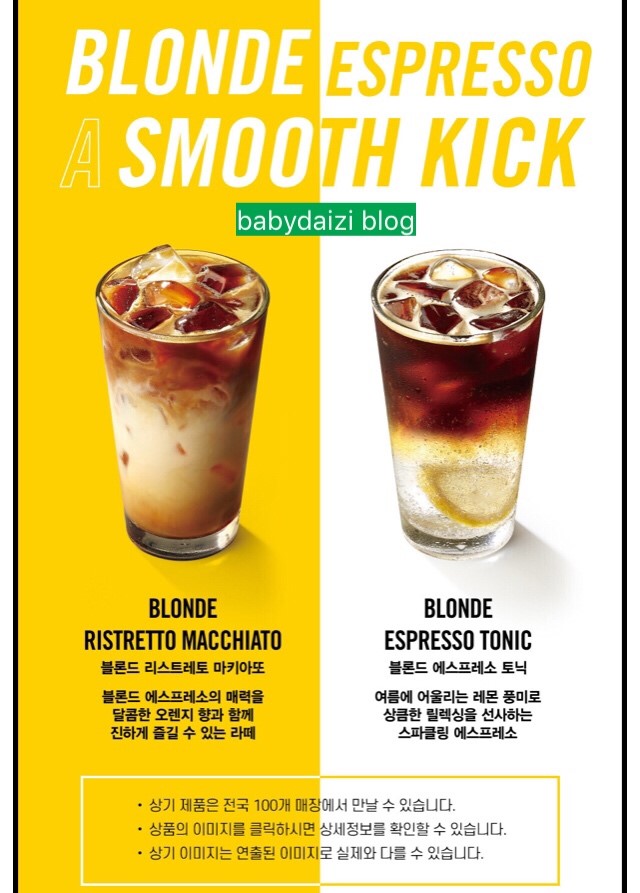 BLONDE ESPRESSO
A SMOOTH KICK
babydaizi blog
BLONDE
RISTRETTO MACCHIATO
블론드 리스트레토 마키아또
블론드 에스프레소의 매력을
달콤한 오렌지 향과 함께
진하게 즐길 수 있는 라떼
BLONDE
ESPRESSO TONIC
블론드 에스프레소 토닉
여름에 어울리는 레몬 풍미로
상큼한 릴렉싱을 선사하는
스파클링 에스프레소
• 상기 제품은 전국 100개 매장에서 만날 수 있습니다.
• 상품의 이미지를 클릭하시면 상세정보를 확인할 수 있습니다.
• 상기 이미지는 연출된 이미지로 실제와 다를 수 있습니다.